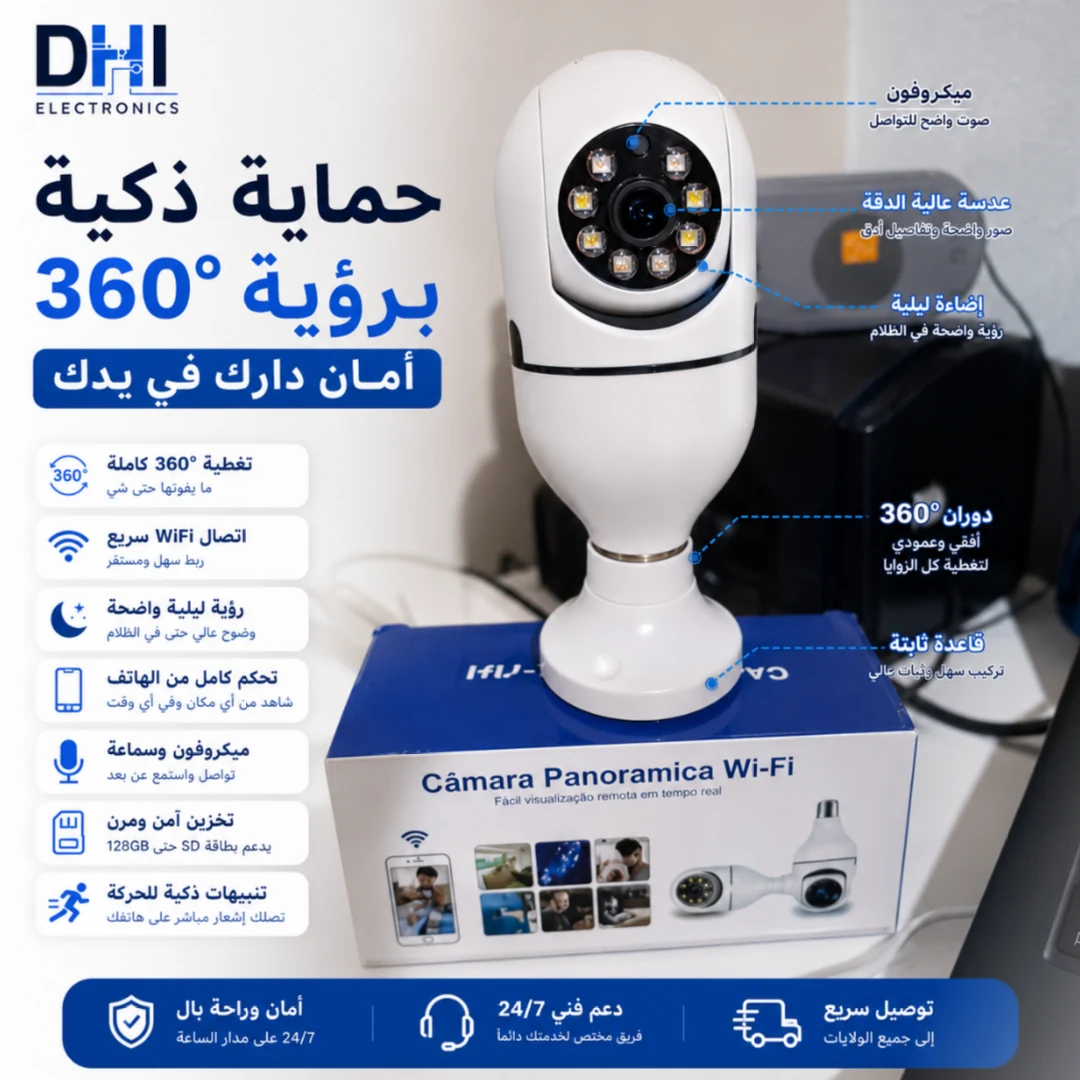 DHI
ELECTRONICS
حماية ذكية
برؤية 360°
أمان دارك في يدك
360°
تغطية 360° كاملة
ما يفوتها حتى شي
اتصال WiFi سريع
ربط سهل ومستقر
رؤية ليلية واضحة
وضوح عالي حتى في الظلام
تحكم كامل من الهاتف
شاهد من أي مكان وفي أي وقت
ميكروفون وسماعة
تواصل واستمع عن بعد
تخزين آمن ومرن
يدعم بطاقة SD حتى 128GB
تنبيهات ذكية للحركة
تصلك إشعار مباشر على هاتفك
ميكروفون
صوت واضح للتواصل
عدسة عالية الدقة
صور واضحة وتفاصيل أدق
إضاءة ليلية
رؤية واضحة في الظلام
دوران 360°
أفقي وعمودي
لتغطية كل الزوايا
قاعدة ثابتة
تركيب سهل وثبات عالي
Câmara Panoramica Wi-Fi
Fácil visualização remota em tempo real
توصيل سريع
إلى جميع الولايات
دعم فني 24/7
فريق مختص لخدمتك دائماً
أمان وراحة بال
24/7 على مدار الساعة